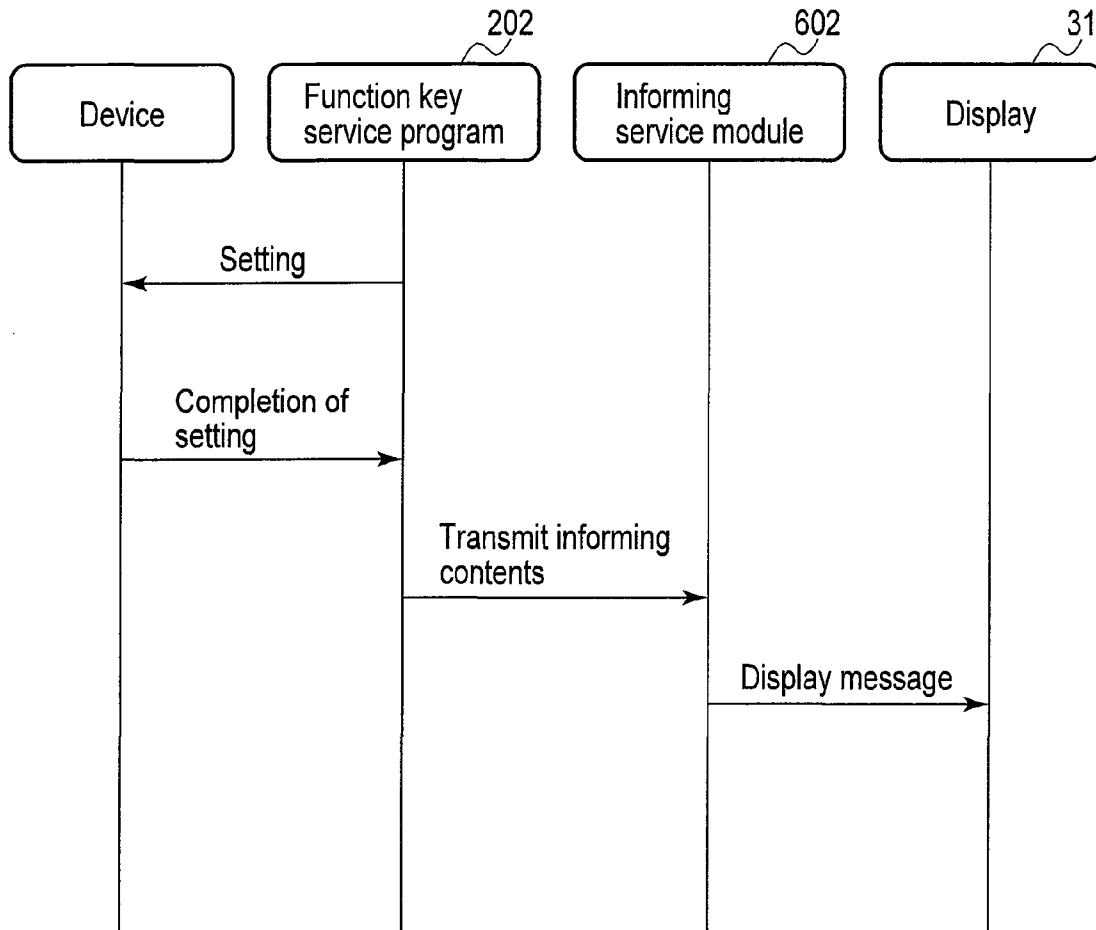 202
602
31
Device
Function key
service program
Informing
service module
Display
Setting
Completion of
setting
Transmit informing
contents
Display message